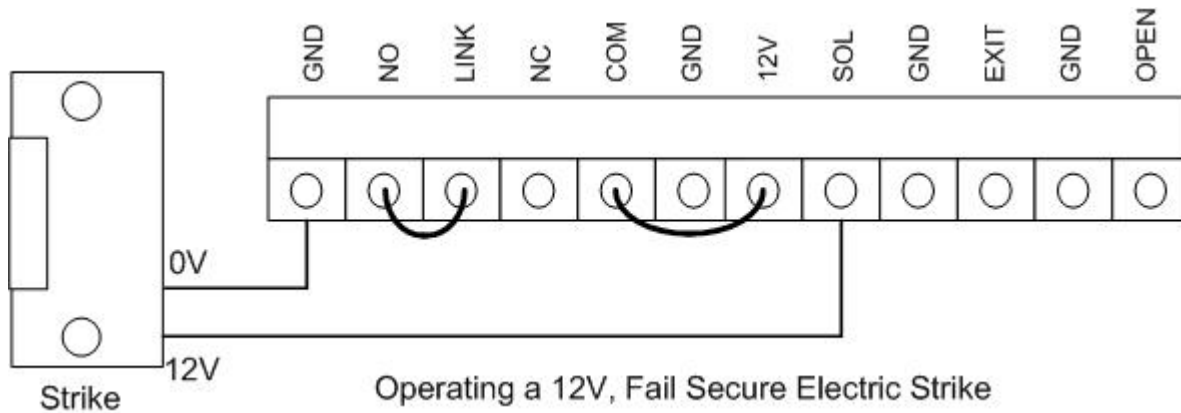 GND NO LINK NC COM GND 12V SOL GND EXIT GND OPEN
0V
12V
Strike
Operating a 12V, Fail Secure Electric Strike